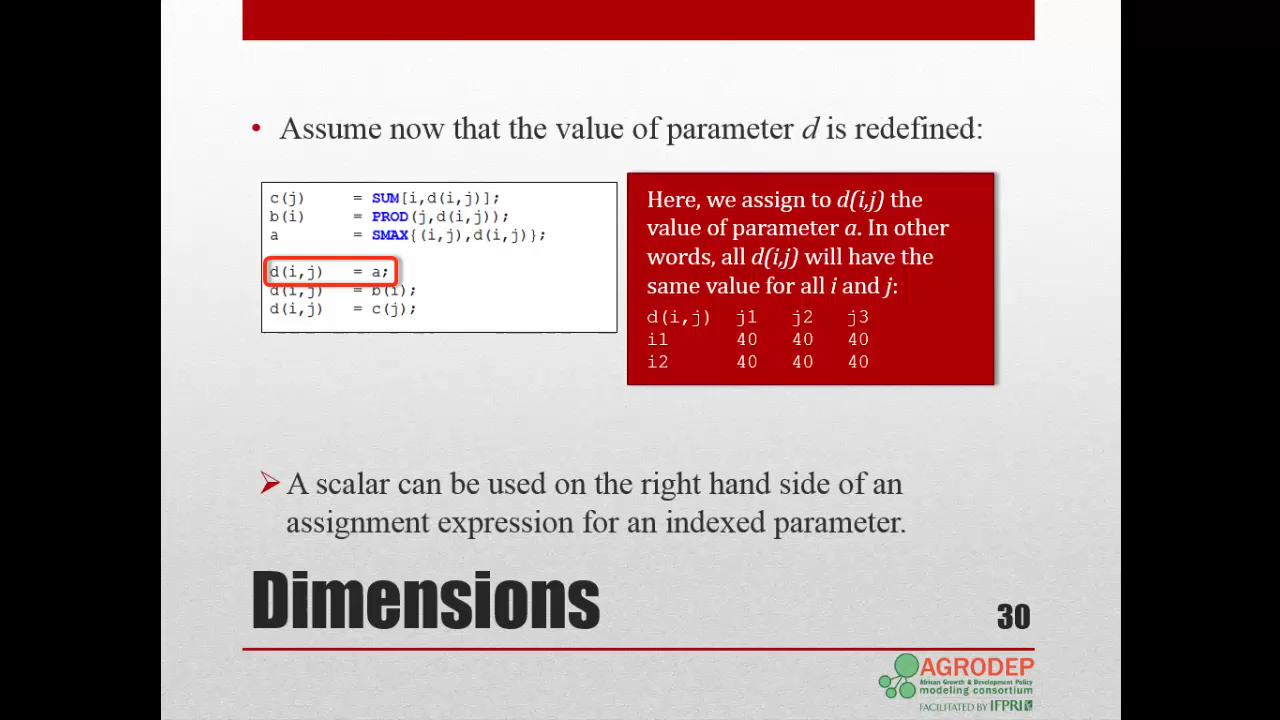 • Assume now that the value of parameter d is redefined:
c(j) = SUM[i,d(i,j)];
b(i) = PROD(j,d(i,j));
a = SMAX{(i,j),d(i,j)};
d(i,j) = a;
d(i,j) = b(i);
d(i,j) = c(j);
Here, we assign to d(i,j) the
value of parameter a. In other
words, all d(i,j) will have the
same value for all i and j:
d(i,j) j1 j2 j3
i1 40 40 40
i2 40 40 40
➢ A scalar can be used on the right hand side of an
assignment expression for an indexed parameter.
Dimensions
30
AGRODEP
African Growth & Development Policy
modeling consortium
FACILITATED BY IFPRI